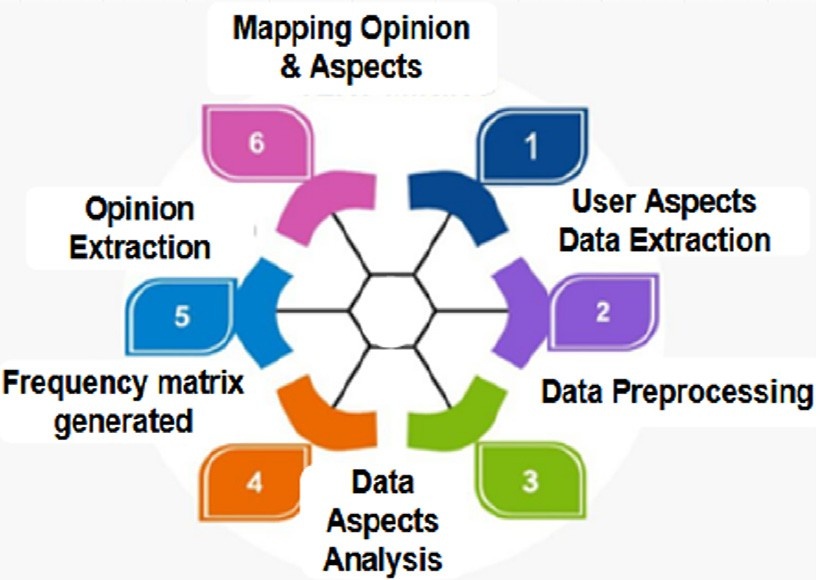 Mapping Opinion
& Aspects
6
1
User Aspects
Data Extraction
Opinion
Extraction
5
2
Frequency matrix
generated
Data Preprocessing
4
3
Data
Aspects
Analysis